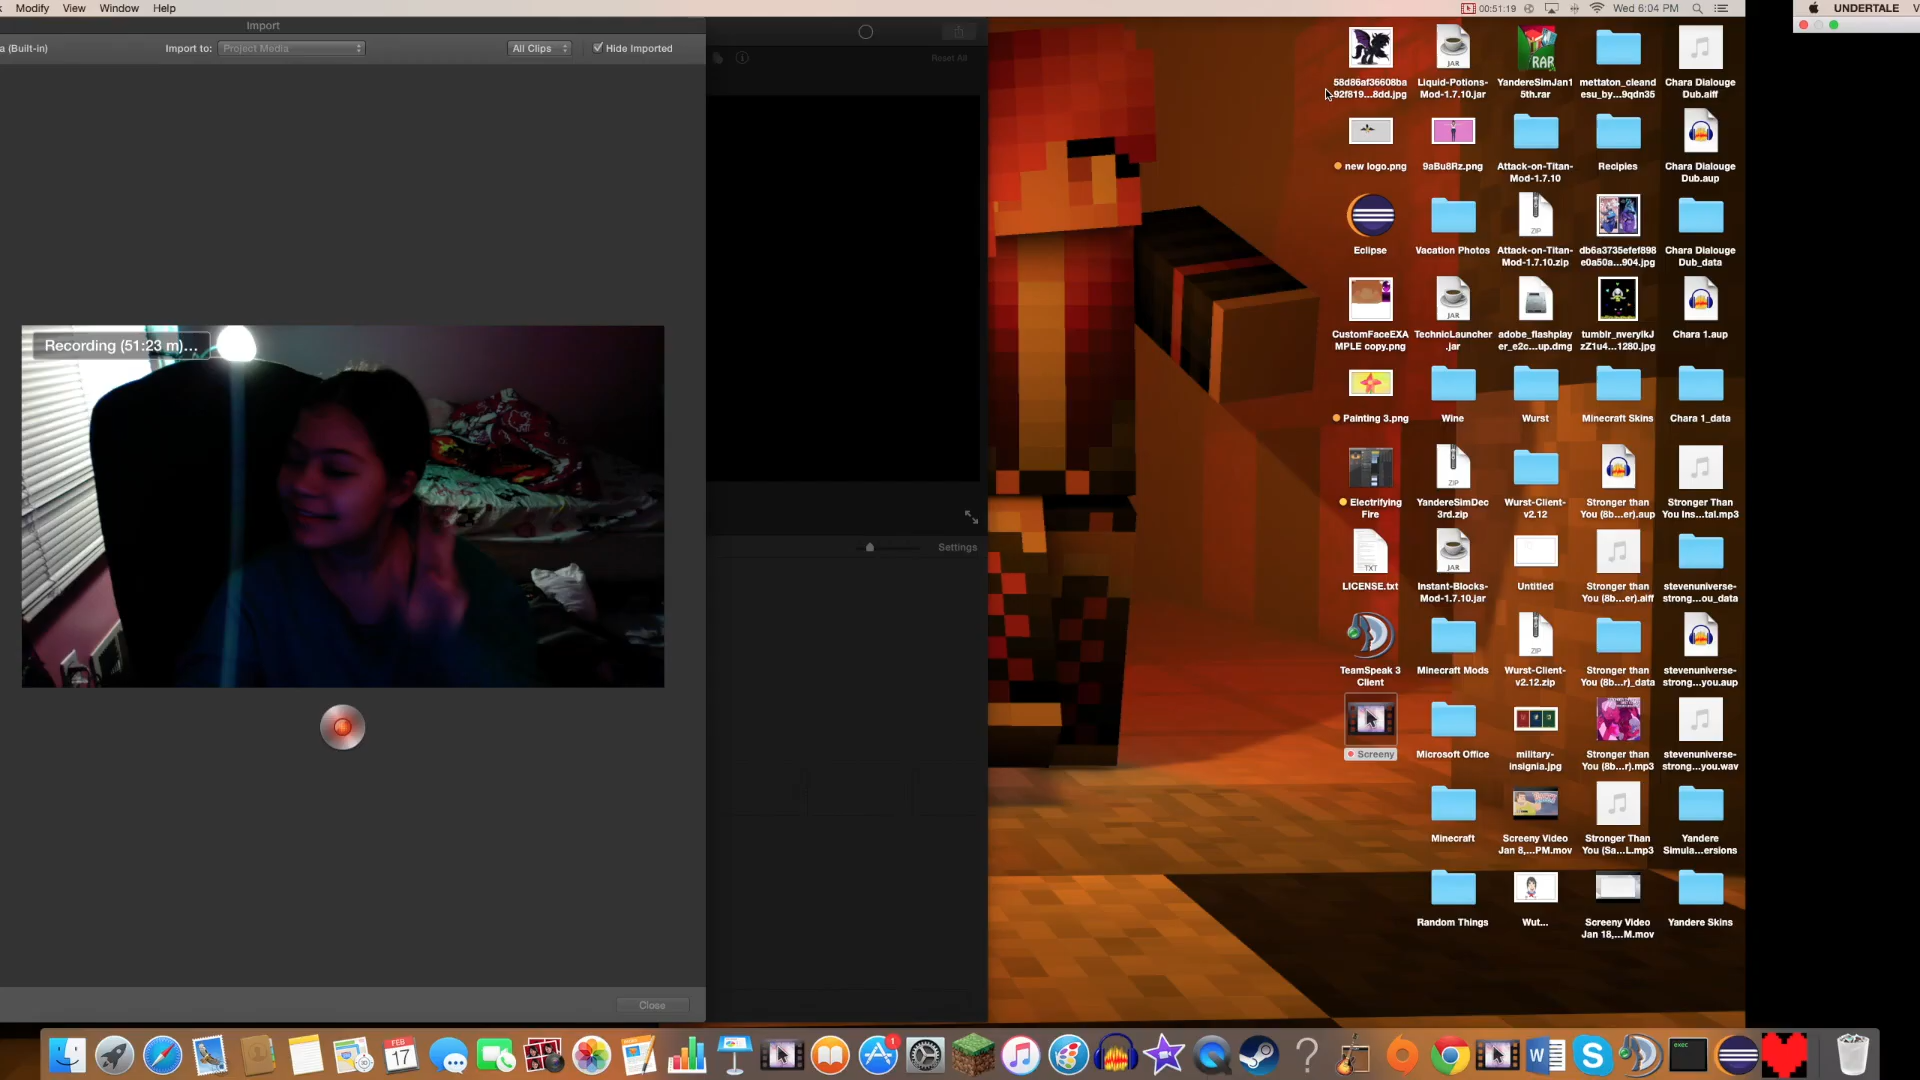 Modify View Window Help
00:51:19 Wed 6:04 PM
UNDERTALE
Import
a (Built-in) Import to: Project Media All Clips Hide Imported
Reset All
Recording (51:23 m)...
Settings
Close
58d86af36608ba
92f819...8dd.jpg
Liquid-Potions-
Mod-1.7.10.jar
YandereSimJan1
5th.rar
mettaton_cleand
esu_by...9qdn35
Chara Dialouge
Dub.aiff
new logo.png
9aBu8Rz.png
Attack-on-Titan-
Mod-1.7.10
Recipies
Chara Dialouge
Dub.aup
Eclipse
Vacation Photos
Attack-on-Titan-
Mod-1.7.10.zip
db6a3735efef898
e0a50a...904.jpg
Chara Dialouge
Dub_data
CustomFaceEXA
MPLE copy.png
TechnicLauncher
.jar
adobe_flashplay
er_e2c...up.dmg
tumblr_nverylkJ
zZ1u4...1280.jpg
Chara 1.aup
Painting 3.png
Wine
Wurst
Minecraft Skins
Chara 1_data
Electrifying
Fire
YandereSimDec
3rd.zip
Wurst-Client-
v2.12
Stronger than
You (8b...er).aup
Stronger Than
You Ins...tal.mp3
LICENSE.txt
Instant-Blocks-
Mod-1.7.10.jar
Untitled
Stronger than
You (8b...er).aiff
stevenuniverse-
strong...ou_data
TeamSpeak 3
Client
Minecraft Mods
Wurst-Client-
v2.12.zip
Stronger than
You (8b...r)_data
stevenuniverse-
strong...you.aup
Screeny
Microsoft Office
military-
insignia.jpg
Stronger than
You (8b...r).mp3
stevenuniverse-
strong...you.wav
Minecraft
Screeny Video
Jan 8,...PM.mov
Stronger Than
You (Sa...L.mp3
Yandere
Simula...ersions
Random Things
Wut...
Screeny Video
Jan 18,...M.mov
Yandere Skins
JAR
RAR
ZIP
JAR
ZIP
TXT
JAR
ZIP
FEB
17
1
exec